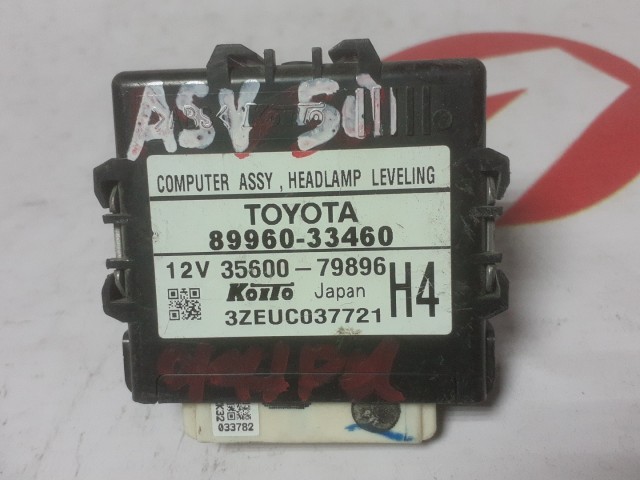 ASV 50
COMPUTER ASSY , HEADLAMP LEVELING
TOYOTA
89960-33460
12V 35600-79896
KOITO Japan H4
3ZEUC037721
033782